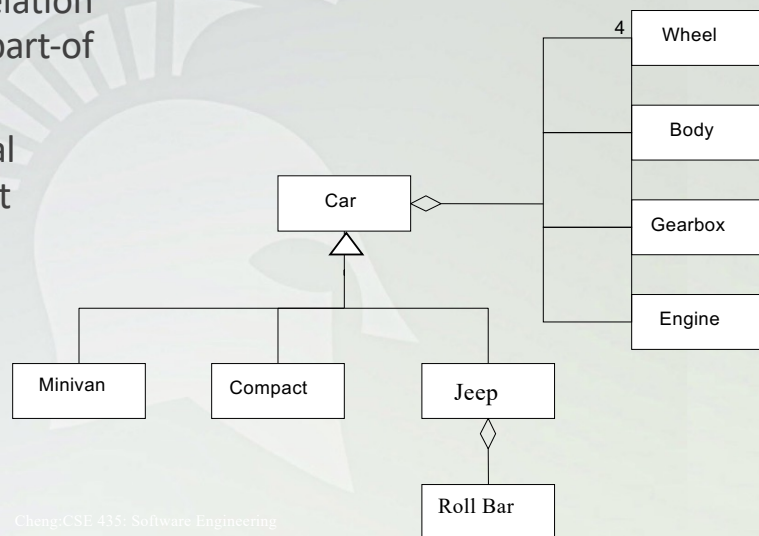 elation
part-of
al
t
4
Wheel
Body
Car
Gearbox
Engine
Minivan
Compact
Jeep
Roll Bar
Cheng:CSE 435: Software Engineering